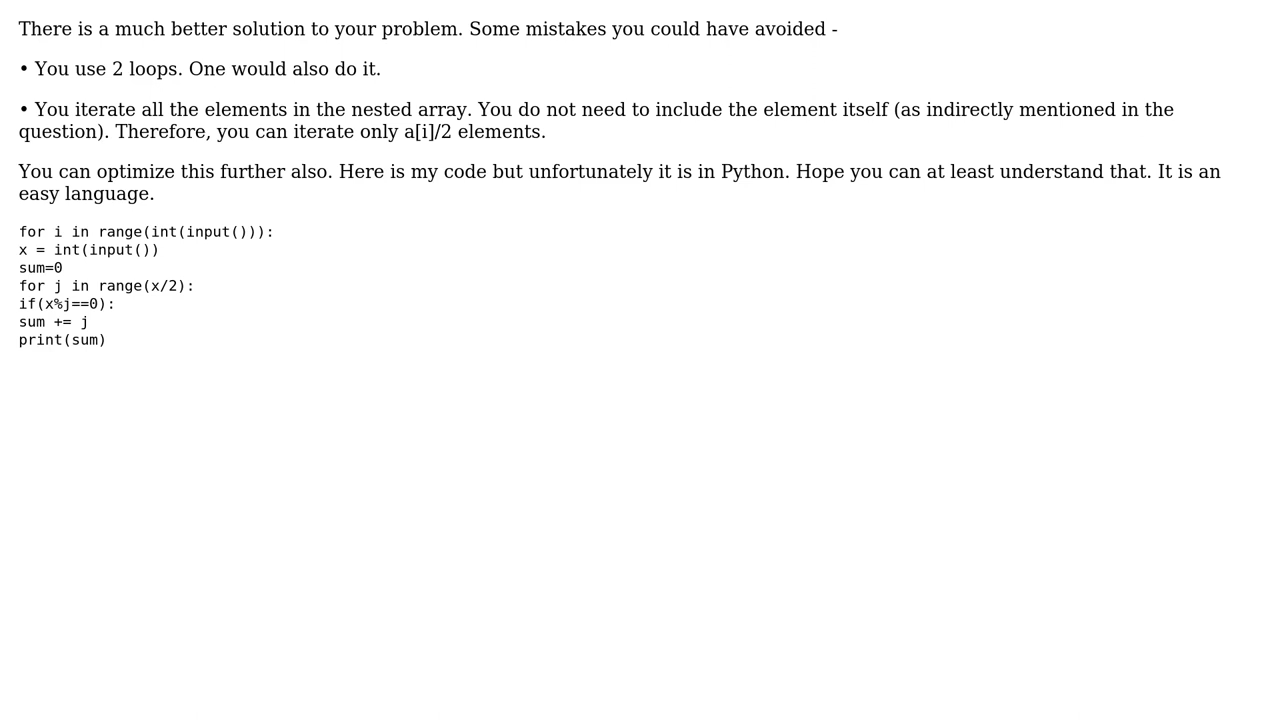 There is a much better solution to your problem. Some mistakes you could have avoided -
• You use 2 loops. One would also do it.
• You iterate all the elements in the nested array. You do not need to include the element itself (as indirectly mentioned in the
question). Therefore, you can iterate only a[i]/2 elements.
You can optimize this further also. Here is my code but unfortunately it is in Python. Hope you can at least understand that. It is an
easy language.
for i in range(int(input())):
x = int(input())
sum=0
for j in range(x/2):
if(x%j==0):
sum += j
print(sum)